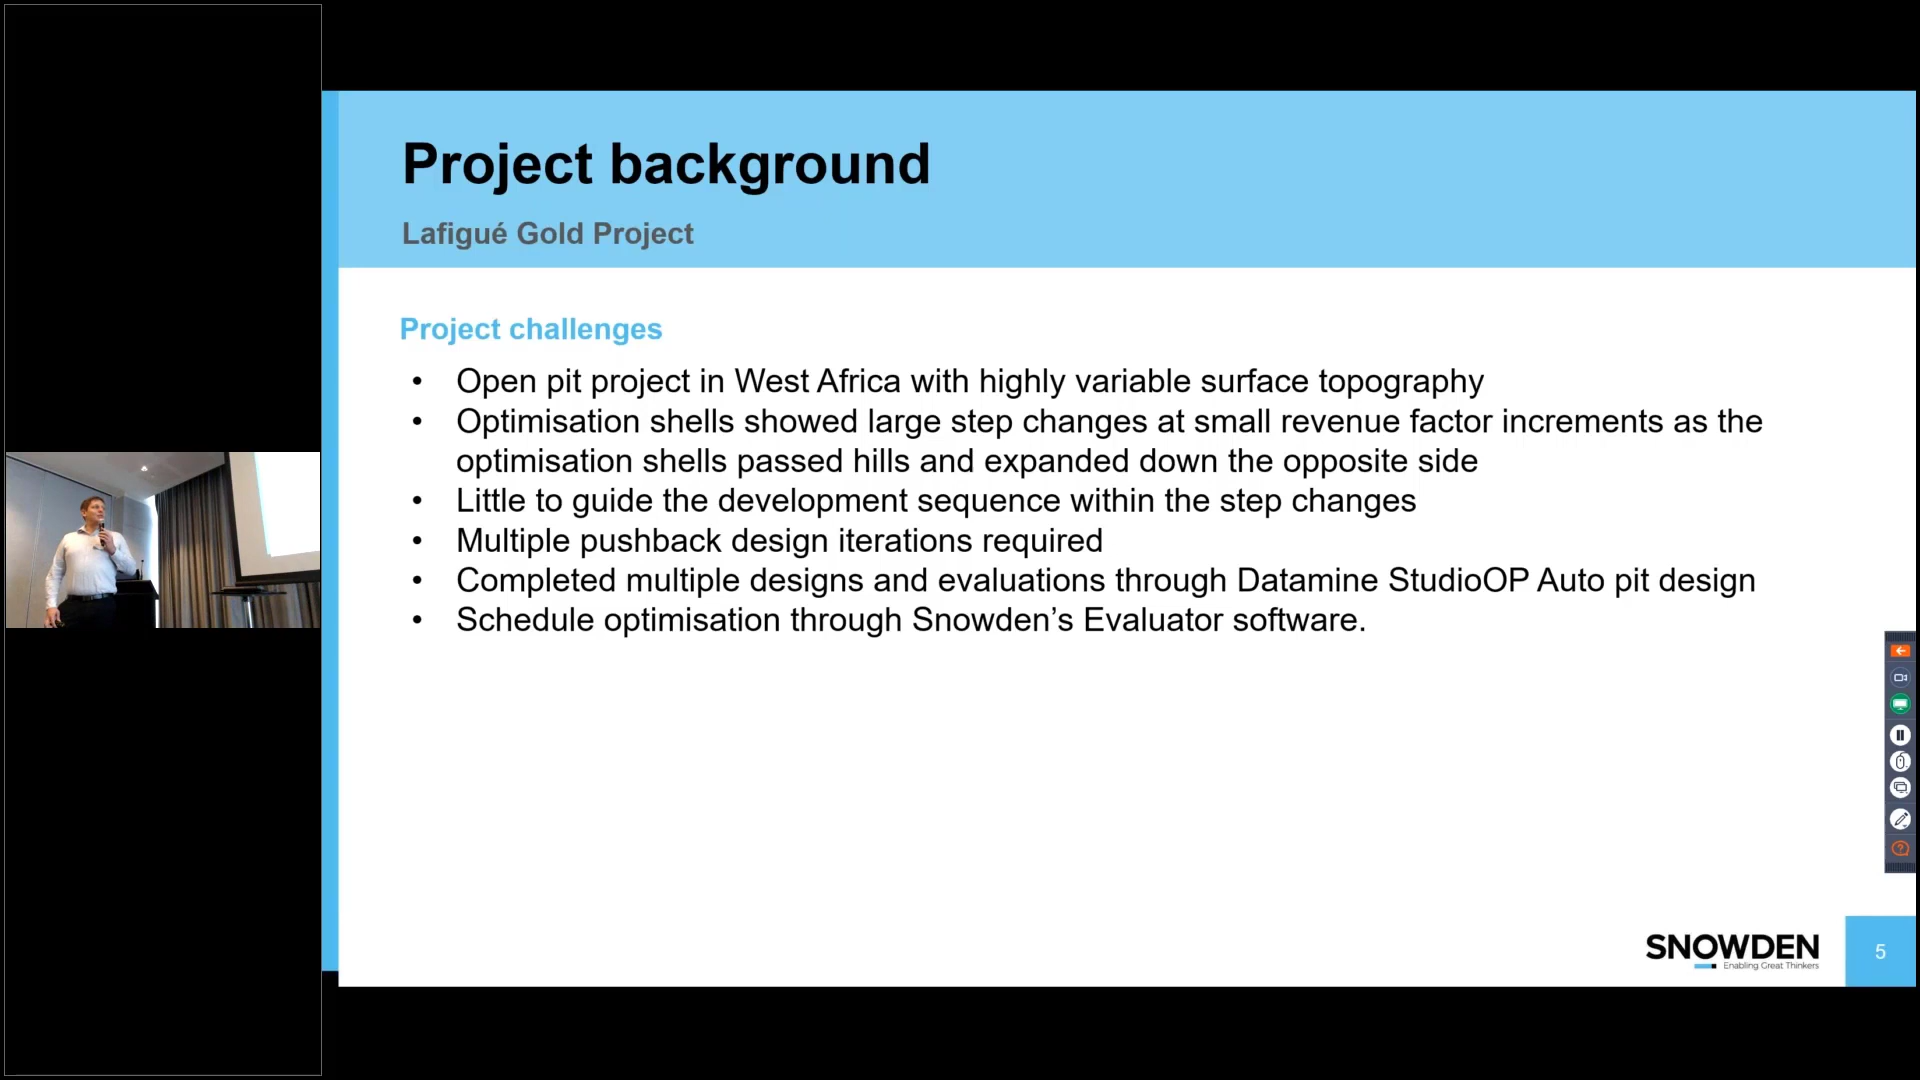 Project background
Lafigué Gold Project
Project challenges
• Open pit project in West Africa with highly variable surface topography
• Optimisation shells showed large step changes at small revenue factor increments as the
optimisation shells passed hills and expanded down the opposite side
• Little to guide the development sequence within the step changes
• Multiple pushback design iterations required
• Completed multiple designs and evaluations through Datamine StudioOP Auto pit design
• Schedule optimisation through Snowden’s Evaluator software.
SNOWDEN
Enabling Great Thinkers
5